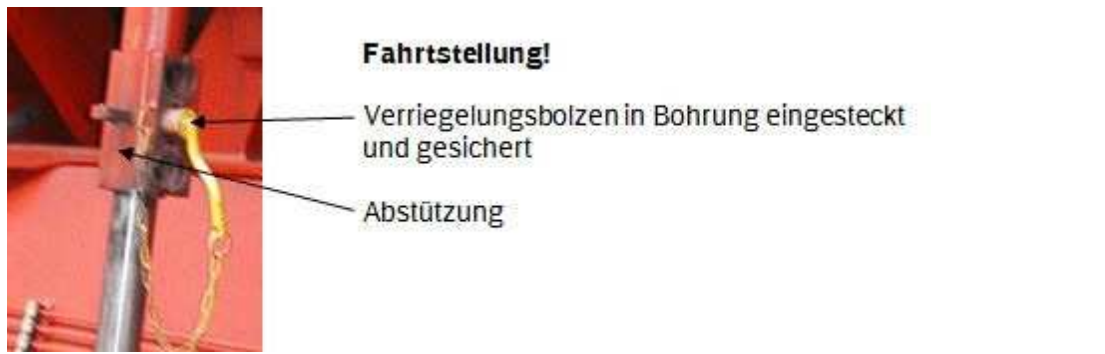 Fahrtstellung!
Verriegelungsbolzen in Bohrung eingesteckt
und gesichert
Abstützung